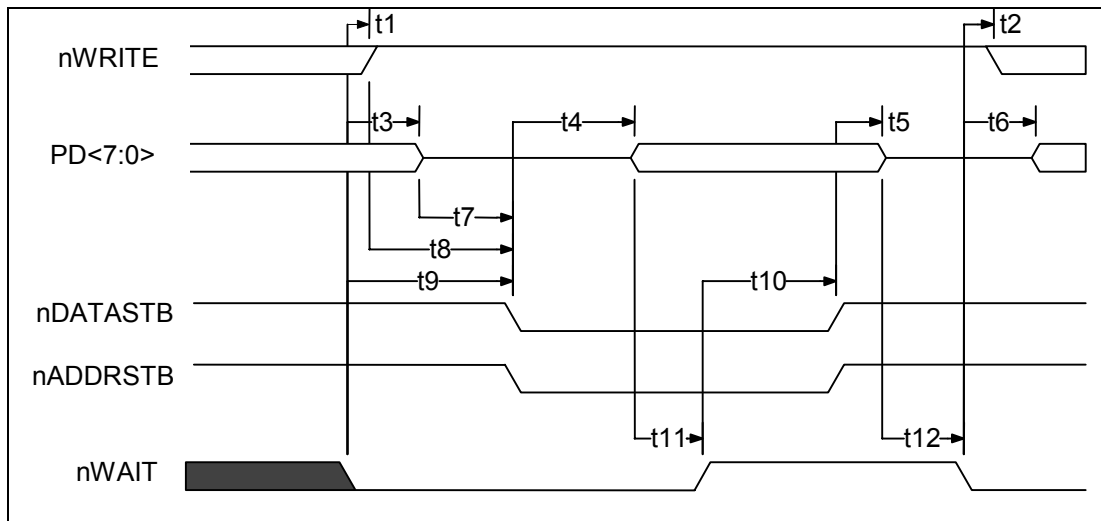 t1 t2
nWRITE
t3 t4 t5 t6
PD<7:0>
t7
t8
t9 t10
nDATASTB
nADDRSTB
t11 t12
nWAIT